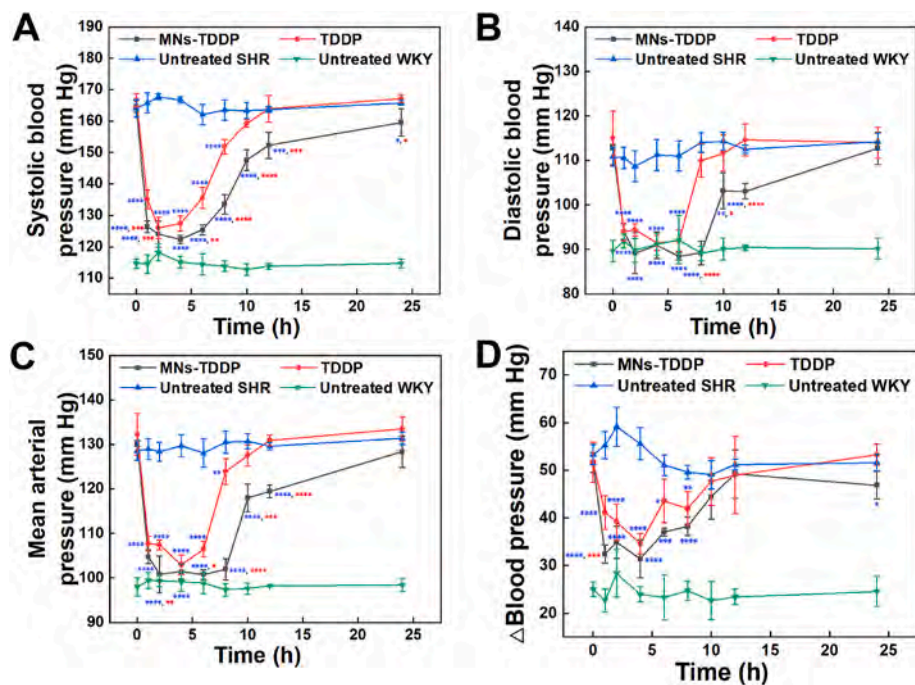 A
Systolic blood
pressure (mm Hg)
170
160
150
140
130
120
110
MNs-TDDP
TDDP
Untreated SHR
Untreated WKY
0
5
10
15
20
25
Time (h)
B
Diastolic blood
pressure (mm Hg)
140
130
120
110
100
90
80
MNs-TDDP
TDDP
Untreated SHR
Untreated WKY
0
5
10
15
20
25
Time (h)
C
Mean arterial
pressure (mm Hg)
150
140
130
120
110
100
90
MNs-TDDP
TDDP
Untreated SHR
Untreated WKY
0
5
10
15
20
25
Time (h)
D
△Blood pressure (mm Hg)
70
60
50
40
30
20
MNs-TDDP
TDDP
Untreated SHR
Untreated WKY
0
5
10
15
20
25
Time (h)